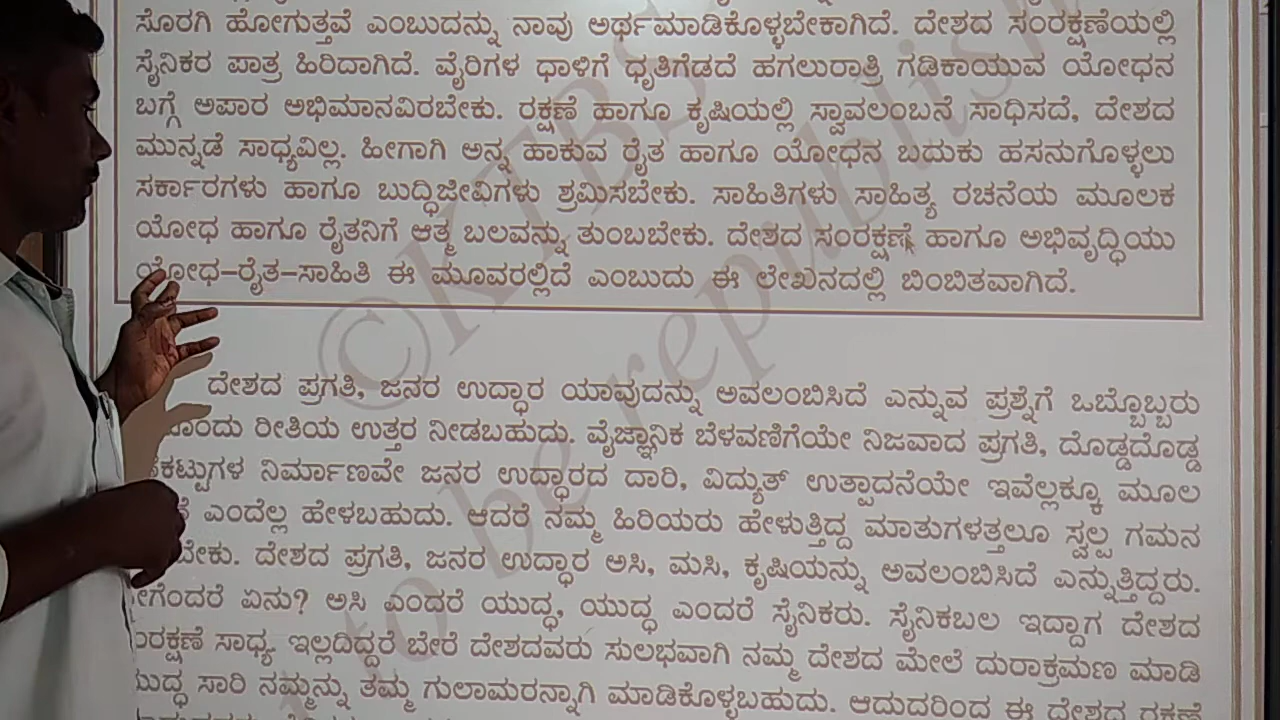 ಸೊರಗಿ ಹೋಗುತ್ತವೆ ಎಂಬುದನ್ನು ನಾವು ಅರ್ಥಮಾಡಿಕೊಳ್ಳಬೇಕಾಗಿದೆ. ದೇಶದ ಸಂರಕ್ಷಣೆಯಲ್ಲಿ
ಸೈನಿಕರ ಪಾತ್ರ ಹಿರಿದಾಗಿದೆ. ವೈರಿಗಳ ಧಾಳಿಗೆ ಧೃತಿಗೆಡದೆ ಹಗಲುರಾತ್ರಿ ಗಡಿಕಾಯುವ ಯೋಧನ
ಬಗ್ಗೆ ಅಪಾರ ಅಭಿಮಾನವಿರಬೇಕು. ರಕ್ಷಣೆ ಹಾಗೂ ಕೃಷಿಯಲ್ಲಿ ಸ್ವಾವಲಂಬನೆ ಸಾಧಿಸದೆ, ದೇಶದ
ಮುನ್ನಡೆ ಸಾಧ್ಯವಿಲ್ಲ. ಹೀಗಾಗಿ ಅನ್ನ ಹಾಕುವ ರೈತ ಹಾಗೂ ಯೋಧನ ಬದುಕು ಹಸನುಗೊಳ್ಳಲು
ಸರ್ಕಾರಗಳು ಹಾಗೂ ಬುದ್ಧಿಜೀವಿಗಳು ಶ್ರಮಿಸಬೇಕು. ಸಾಹಿತಿಗಳು ಸಾಹಿತ್ಯ ರಚನೆಯ ಮೂಲಕ
ಯೋಧ ಹಾಗೂ ರೈತನಿಗೆ ಆತ್ಮ ಬಲವನ್ನು ತುಂಬಬೇಕು. ದೇಶದ ಸಂರಕ್ಷಣೆ ಹಾಗೂ ಅಭಿವೃದ್ಧಿಯು
ಯೋಧ-ರೈತ-ಸಾಹಿತಿ ಈ ಮೂವರಲ್ಲಿದೆ ಎಂಬುದು ಈ ಲೇಖನದಲ್ಲಿ ಬಿಂಬಿತವಾಗಿದೆ.
ದೇಶದ ಪ್ರಗತಿ, ಜನರ ಉದ್ಧಾರ ಯಾವುದನ್ನು ಅವಲಂಬಿಸಿದೆ ಎನ್ನುವ ಪ್ರಶ್ನೆಗೆ ಒಬ್ಬೊಬ್ಬರು
ರೀತಿಯ ಉತ್ತರ ನೀಡಬಹುದು. ವೈಜ್ಞಾನಿಕ ಬೆಳವಣಿಗೆಯೇ ನಿಜವಾದ ಪ್ರಗತಿ, ದೊಡ್ಡದೊಡ್ಡ
ನಿರ್ಮಾಣವೇ ಜನರ ಉದ್ಧಾರದ ದಾರಿ, ವಿದ್ಯುತ್ ಉತ್ಪಾದನೆಯೇ ಇವೆಲ್ಲಕ್ಕೂ ಮೂಲ
ಎಂದೆಲ್ಲ ಹೇಳಬಹುದು. ಆದರೆ ನಮ್ಮ ಹಿರಿಯರು ಹೇಳುತ್ತಿದ್ದ ಮಾತುಗಳತ್ತಲೂ ಸ್ವಲ್ಪ ಗಮನ
ದೇಶದ ಪ್ರಗತಿ, ಜನರ ಉದ್ಧಾರ ಅಸಿ, ಮಸಿ, ಕೃಷಿಯನ್ನು ಅವಲಂಬಿಸಿದೆ ಎನ್ನುತ್ತಿದ್ದರು.
ಏನು? ಅಸಿ ಎಂದರೆ ಯುದ್ಧ, ಯುದ್ಧ ಎಂದರೆ ಸೈನಿಕರು. ಸೈನಿಕಬಲ ಇದ್ದಾಗ ದೇಶದ
ಸಾಧ್ಯ. ಇಲ್ಲದಿದ್ದರೆ ಬೇರೆ ದೇಶದವರು ಸುಲಭವಾಗಿ ನಮ್ಮ ದೇಶದ ಮೇಲೆ ದುರಾಕ್ರಮಣ ಮಾಡಿ
ಸಾರಿ ನಮ್ಮನ್ನು ತಮ್ಮ ಗುಲಾಮರನ್ನಾಗಿ ಮಾಡಿಕೊಳ್ಳಬಹುದು. ಆದುದರಿಂದ ಈ ದೇಶದ ರಕ್ಷಣೆ
©KTBS
to be republish